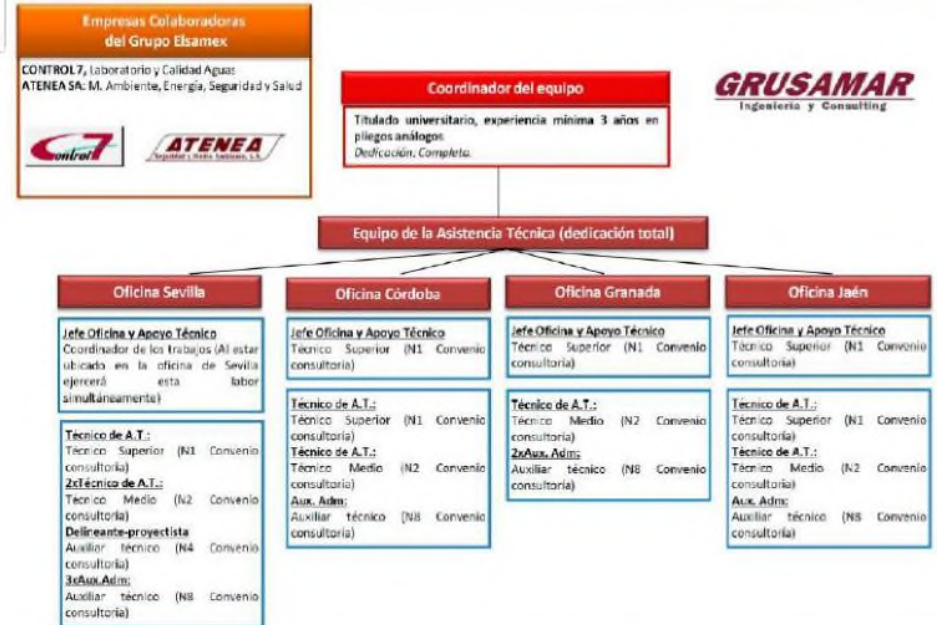 Empresas Colaboradoras
del Grupo Elsamex
CONTROL7, Laboratorio y Calidad Aguas
ATENEA SA: M. Ambiente, Energía, Seguridad y Salud
Control 7
ATENEA
Seguridad y Medio Ambiente, S.A.
Coordinador del equipo
Titulado universitario, experiencia mínima 3 años en
pliegos análogos
Dedicación: Completa.
GRUSAMAR
Ingeniería y Consulting
Equipo de la Asistencia Técnica (dedicación total)
Oficina Sevilla
Jefe Oficina y Apoyo Técnico
Coordinador de los trabajos (Al estar
ubicado en la oficina de Sevilla
ejercerá esta labor
simultáneamente)
Técnico de A.T.:
Técnico Superior (N1 Convenio
consultoría)
2xTécnico de A.T.:
Técnico Medio (N2 Convenio
consultoría)
Delineante-proyectista
Auxiliar técnico (N4 Convenio
consultoría)
3xAux.Adm:
Auxiliar técnico (N8 Convenio
consultoría)
Oficina Córdoba
Jefe Oficina y Apoyo Técnico
Técnico Superior (N1 Convenio
consultoría)
Técnico de A.T.:
Técnico Superior (N1 Convenio
consultoría)
Técnico de A.T.:
Técnico Medio (N2 Convenio
consultoría)
Aux. Adm:
Auxiliar técnico (N8 Convenio
consultoría)
Oficina Granada
Jefe Oficina y Apoyo Técnico
Técnico Superior (N1 Convenio
consultoría)
Técnico de A.T.:
Técnico Medio (N2 Convenio
consultoría)
2xAux. Adm:
Auxiliar técnico (N8 Convenio
consultoría)
Oficina Jaén
Jefe Oficina y Apoyo Técnico
Técnico Superior (N1 Convenio
consultoría)
Técnico de A.T.:
Técnico Superior (N1 Convenio
consultoría)
Técnico de A.T.:
Técnico Medio (N2 Convenio
consultoría)
Aux. Adm:
Auxiliar técnico (N8 Convenio
consultoría)